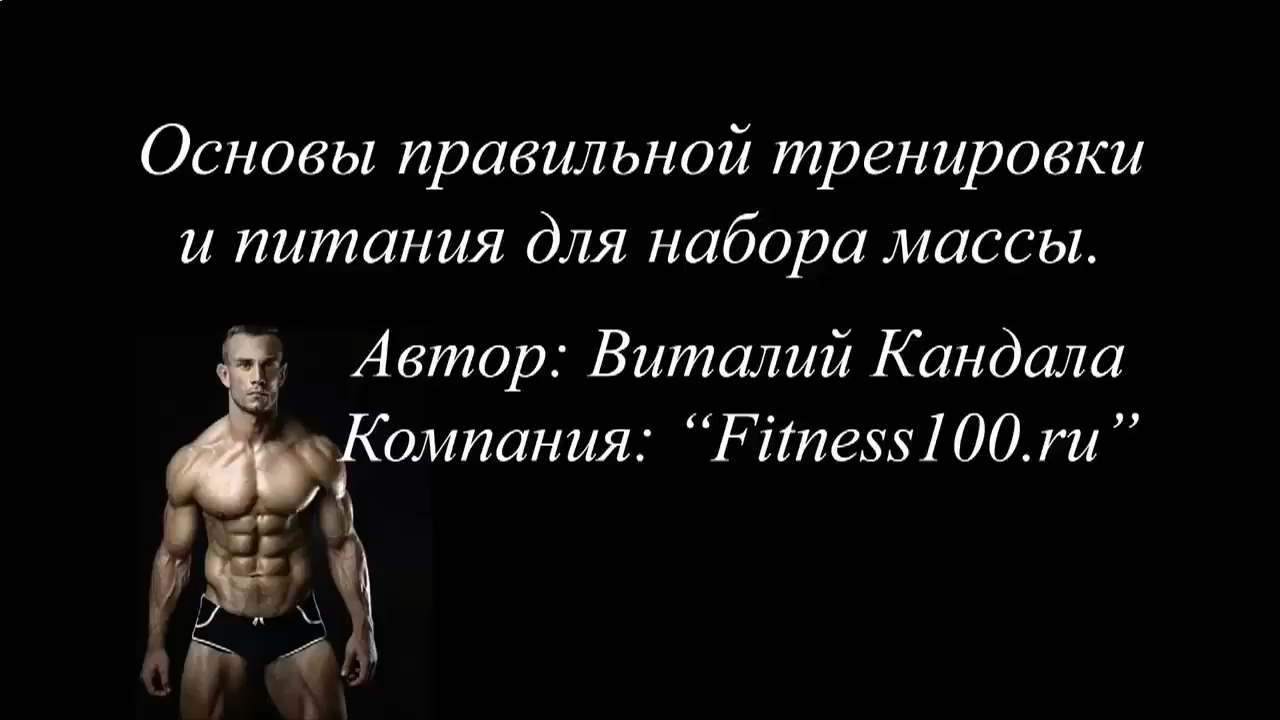 Основы правильной тренировки
и питания для набора массы.
Автор: Виталий Кандала
Компания: “Fitness100.ru”